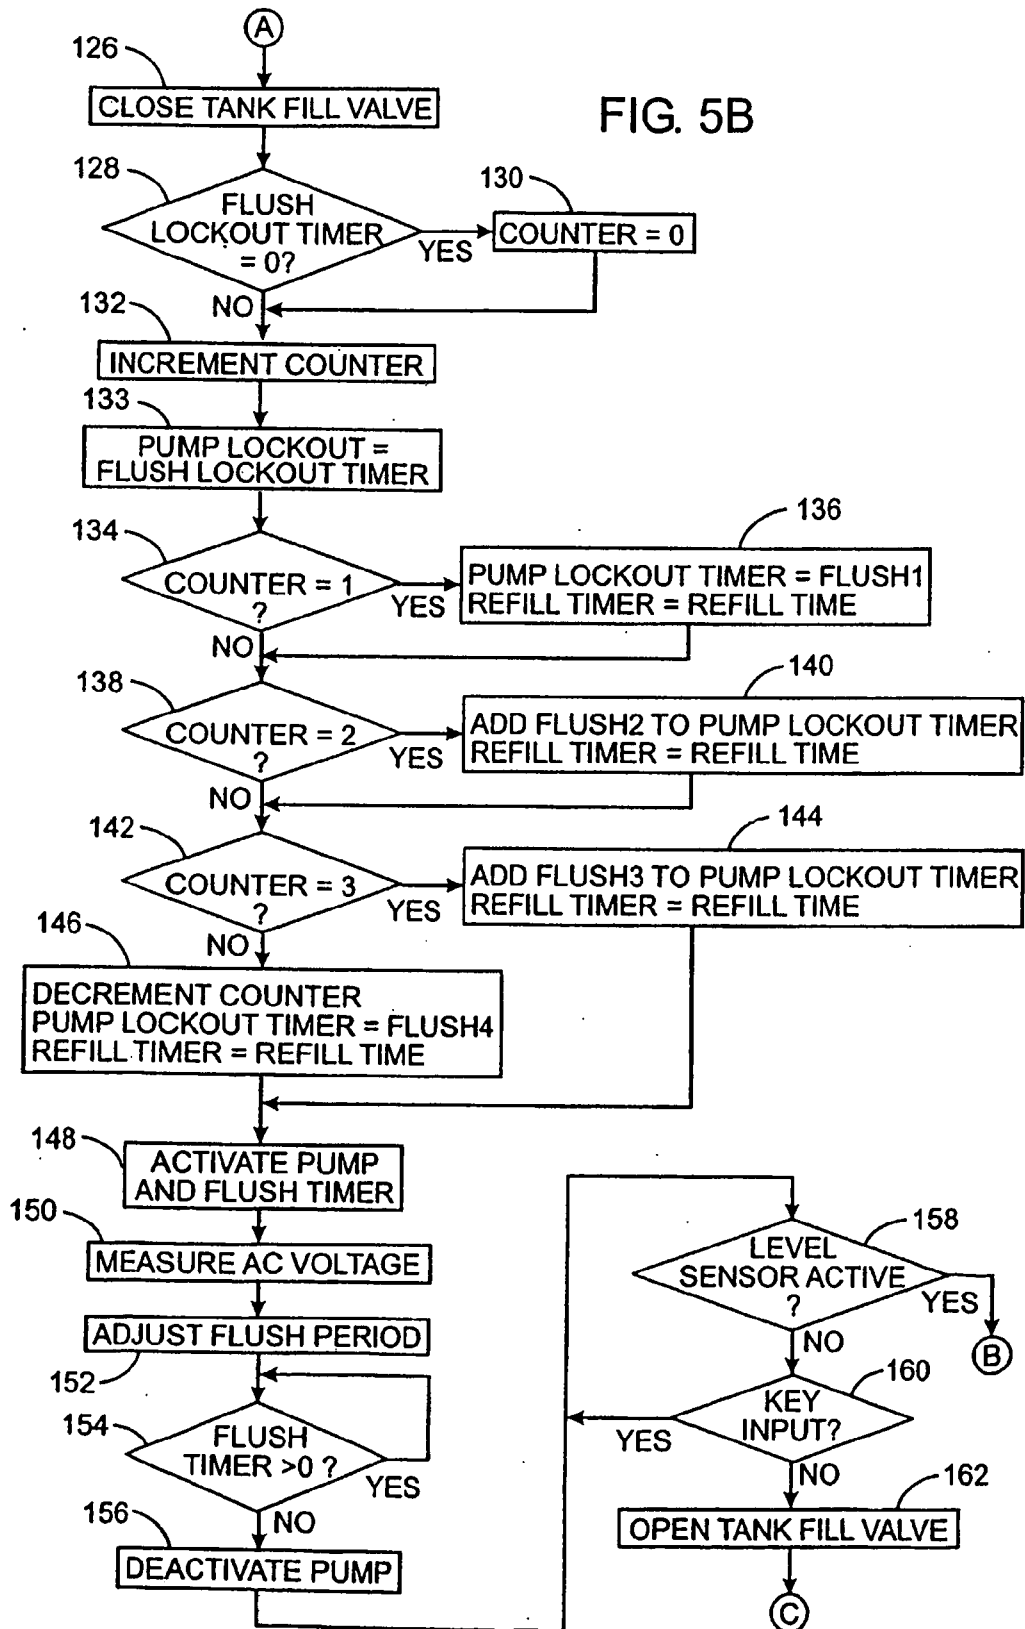 A
126
CLOSE TANK FILL VALVE
FIG. 5B
128
FLUSH
LOCKOUT TIMER
= 0?
YES
130
COUNTER = 0
NO
132
INCREMENT COUNTER
133
PUMP LOCKOUT =
FLUSH LOCKOUT TIMER
134
COUNTER = 1
?
YES
136
PUMP LOCKOUT TIMER = FLUSH1
REFILL TIMER = REFILL TIME
NO
138
COUNTER = 2
?
YES
140
ADD FLUSH2 TO PUMP LOCKOUT TIMER
REFILL TIMER = REFILL TIME
NO
142
COUNTER = 3
?
YES
144
ADD FLUSH3 TO PUMP LOCKOUT TIMER
REFILL TIMER = REFILL TIME
NO
146
DECREMENT COUNTER
PUMP LOCKOUT TIMER = FLUSH4
REFILL TIMER = REFILL TIME
148
ACTIVATE PUMP
AND FLUSH TIMER
150
MEASURE AC VOLTAGE
ADJUST FLUSH PERIOD
152
154
FLUSH
TIMER >0 ?
YES
NO
156
DEACTIVATE PUMP
158
LEVEL
SENSOR ACTIVE
?
YES
B
NO
160
KEY
INPUT?
YES
NO
162
OPEN TANK FILL VALVE
C